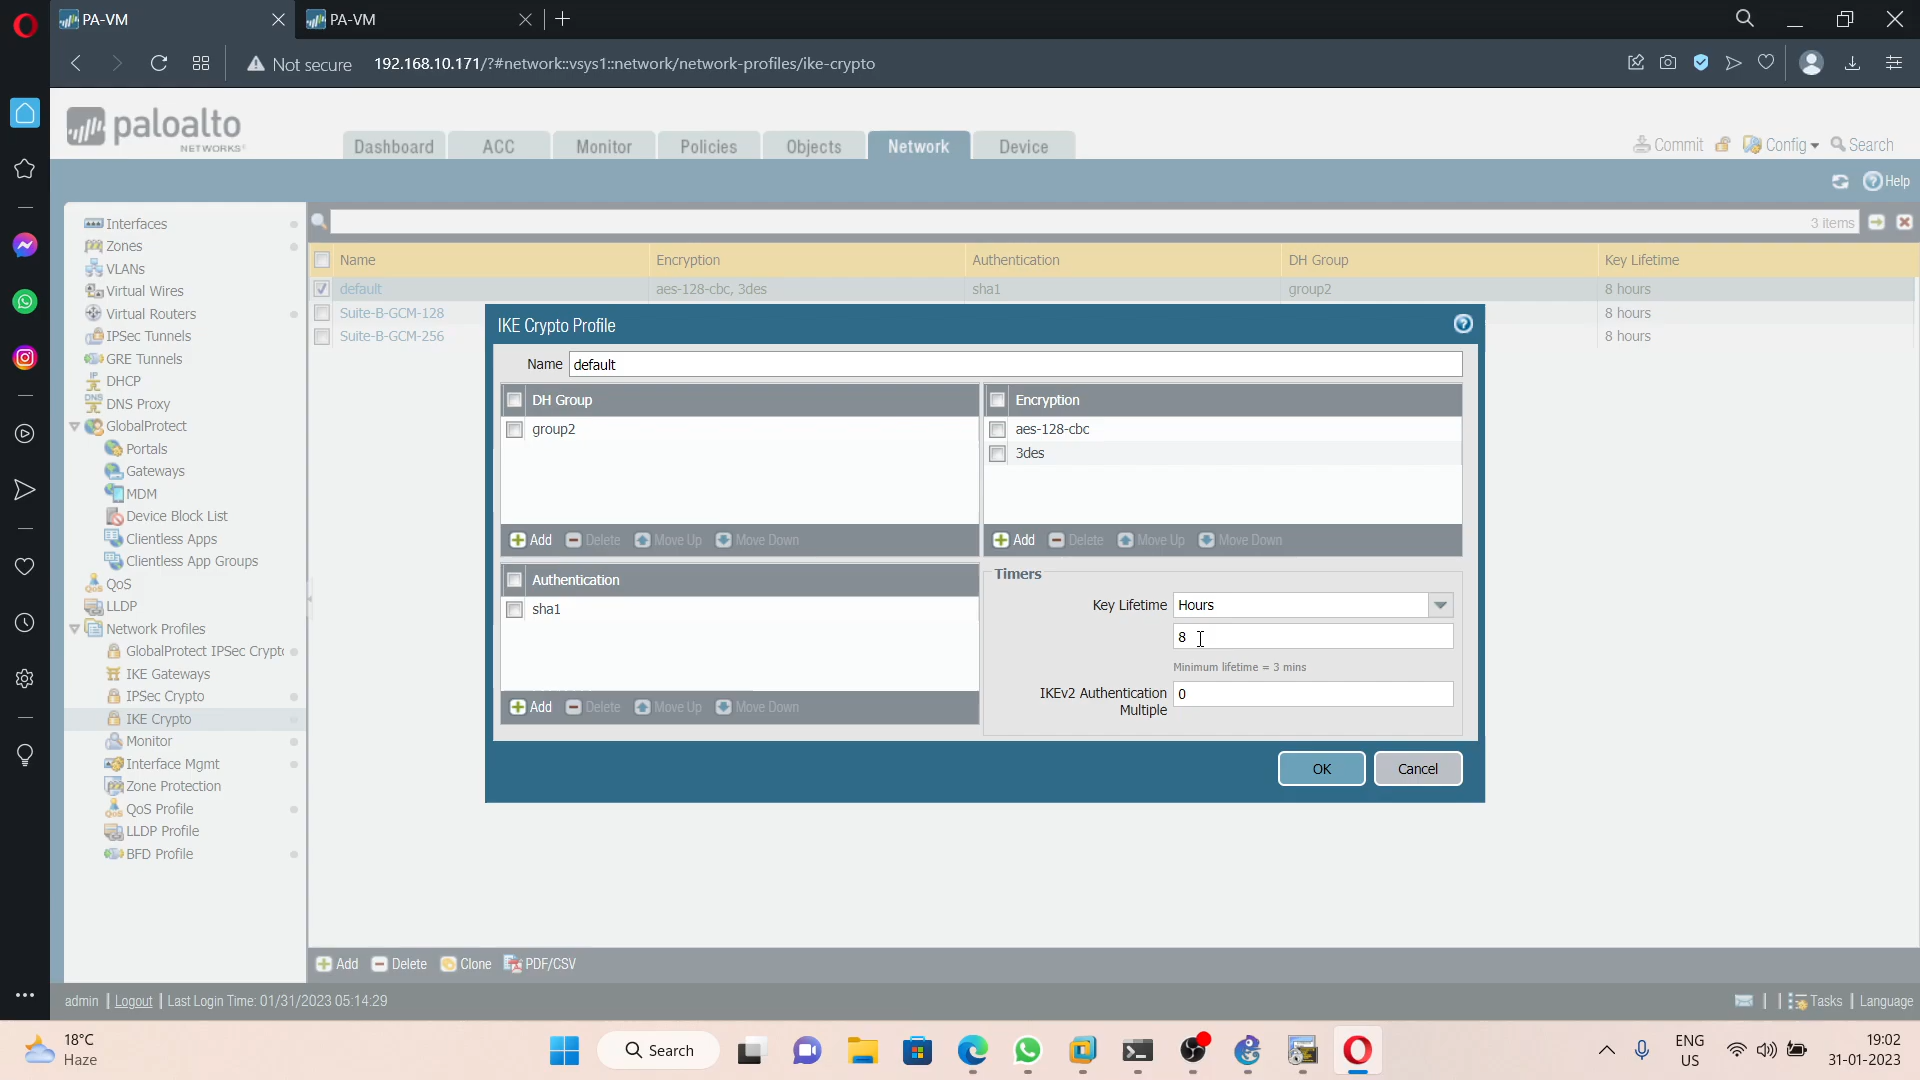 PA-VM
PA-VM
Not secure
192.168.10.171/?#network::vsys1::network/network-profiles/ike-crypto
paloalto
NETWORKS
Dashboard
ACC
Monitor
Policies
Objects
Network
Device
Commit
Config
Search
Help
Interfaces
Zones
VLANs
Virtual Wires
Virtual Routers
IPSec Tunnels
GRE Tunnels
DHCP
DNS Proxy
GlobalProtect
Portals
Gateways
MDM
Device Block List
Clientless Apps
Clientless App Groups
QoS
LLDP
Network Profiles
GlobalProtect IPSec Crypto
IKE Gateways
IPSec Crypto
IKE Crypto
Monitor
Interface Mgmt
Zone Protection
QoS Profile
LLDP Profile
BFD Profile
3 items
Name Encryption Authentication DH Group Key Lifetime
default aes-128-cbc, 3des sha1 group2 8 hours
Suite-B-GCM-128 8 hours
Suite-B-GCM-256 8 hours
IKE Crypto Profile
Name default
DH Group
group2
Add Delete Move Up Move Down
Encryption
aes-128-cbc
3des
Add Delete Move Up Move Down
Authentication
sha1
Add Delete Move Up Move Down
Timers
Key Lifetime Hours
8
Minimum lifetime = 3 mins
IKEv2 Authentication
Multiple
0
OK
Cancel
Add Delete Clone PDF/CSV
admin | Logout | Last Login Time: 01/31/2023 05:14:29
Tasks | Language
18°C
Haze
Search
ENG
US
19:02
31-01-2023